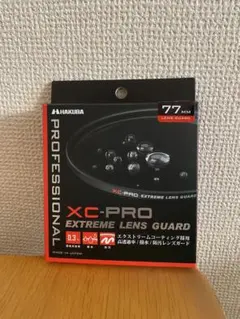 HAKUBA
77mm
LENS GUARD
PROFESSIONAL
XC-PRO EXTREME LENS GUARD
XC-PRO
EXTREME LENS GUARD
エクストリームコーティング採用
高透過率/撥水/防汚レンズガード
MADE IN JAPAN